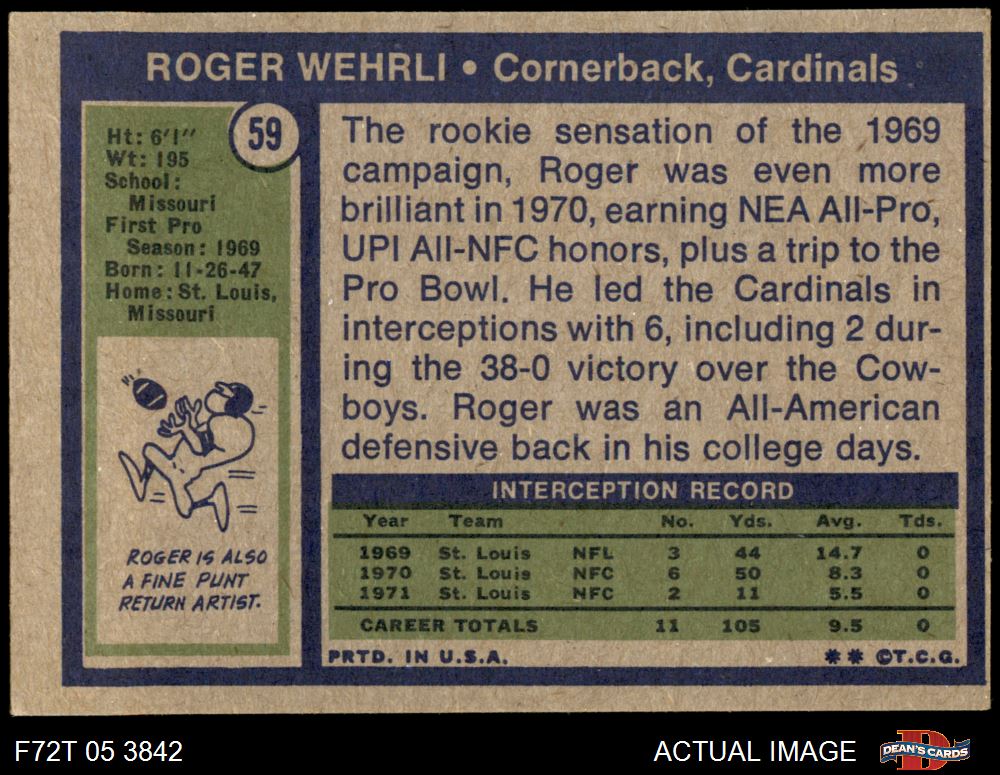 ROGER WEHRLI • Cornerback, Cardinals
59
Ht: 6'1"
Wt: 195
School:
Missouri
First Pro
Season: 1969
Born: 11-26-47
Home: St. Louis,
Missouri
ROGER IS ALSO
A FINE PUNT
RETURN ARTIST.
The rookie sensation of the 1969
campaign, Roger was even more
brilliant in 1970, earning NEA All-Pro,
UPI All-NFC honors, plus a trip to the
Pro Bowl. He led the Cardinals in
interceptions with 6, including 2 dur-
ing the 38-0 victory over the Cow-
boys. Roger was an All-American
defensive back in his college days.
INTERCEPTION RECORD
Year Team No. Yds. Avg. Tds.
1969 St. Louis NFL 3 44 14.7 0
1970 St. Louis NFC 6 50 8.3 0
1971 St. Louis NFC 2 11 5.5 0
CAREER TOTALS 11 105 9.5 0
PRTD. IN U.S.A. ** ©T.C.G.
F72T 05 3842 ACTUAL IMAGE DEAN'S CARDS